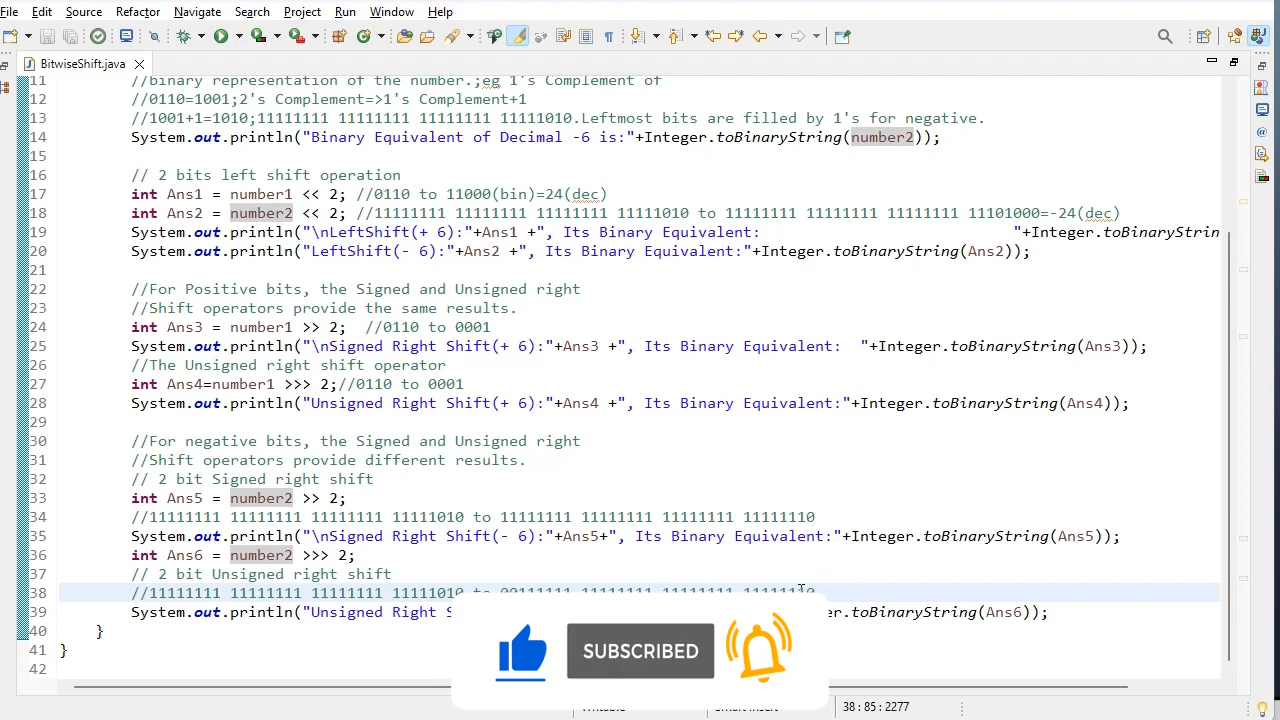 File Edit Source Refactor Navigate Search Project Run Window Help
BitwiseShift.java
11 //binary representation of the number.;eg 1's Complement of
12 //0110=1001;2's Complement=>1's Complement+1
13 //1001+1=1010;11111111 11111111 11111111 11111010.Leftmost bits are filled by 1's for negative.
14 System.out.println("Binary Equivalent of Decimal -6 is:"+Integer.toBinaryString(number2));
15
16 // 2 bits left shift operation
17 int Ans1 = number1 << 2; //0110 to 11000(bin)=24(dec)
18 int Ans2 = number2 << 2; //11111111 11111111 11111111 11111010 to 11111111 11111111 11111111 11101000=-24(dec)
19 System.out.println("\nLeftShift(+ 6):"+Ans1 +", Its Binary Equivalent: "+Integer.toBinaryStrin
20 System.out.println("LeftShift(- 6):"+Ans2 +", Its Binary Equivalent:"+Integer.toBinaryString(Ans2));
21
22 //For Positive bits, the Signed and Unsigned right
23 //Shift operators provide the same results.
24 int Ans3 = number1 >> 2; //0110 to 0001
25 System.out.println("\nSigned Right Shift(+ 6):"+Ans3 +", Its Binary Equivalent: "+Integer.toBinaryString(Ans3));
26 //The Unsigned right shift operator
27 int Ans4=number1 >>> 2;//0110 to 0001
28 System.out.println("Unsigned Right Shift(+ 6):"+Ans4 +", Its Binary Equivalent:"+Integer.toBinaryString(Ans4));
29
30 //For negative bits, the Signed and Unsigned right
31 //Shift operators provide different results.
32 // 2 bit Signed right shift
33 int Ans5 = number2 >> 2;
34 //11111111 11111111 11111111 11111010 to 11111111 11111111 11111111 11111110
35 System.out.println("\nSigned Right Shift(- 6):"+Ans5+", Its Binary Equivalent:"+Integer.toBinaryString(Ans5));
36 int Ans6 = number2 >>> 2;
37 // 2 bit Unsigned right shift
38 //11111111 11111111 11111111 11111010 to 00111111 11111111 11111111 11111110
39 System.out.println("Unsigned Right S er.toBinaryString(Ans6));
40 }
41 }
42
SUBSCRIBED
38 : 85 : 2277